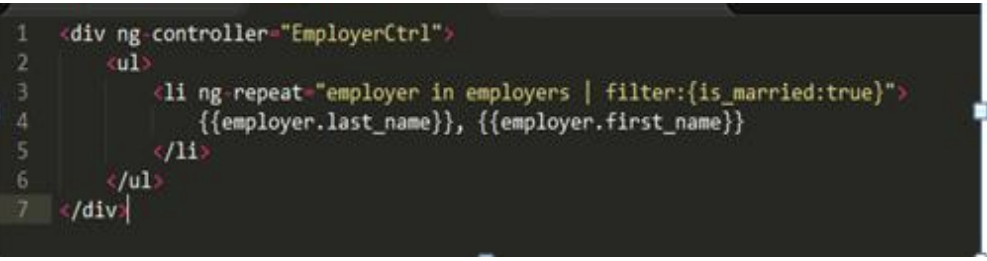 1 <div ng-controller="EmployerCtrl">
2 <ul>
3 <li ng-repeat="employer in employers | filter:{is_married:true}">
4 {{employer.last_name}}, {{employer.first_name}}
5 </li>
6 </ul>
7 </div>